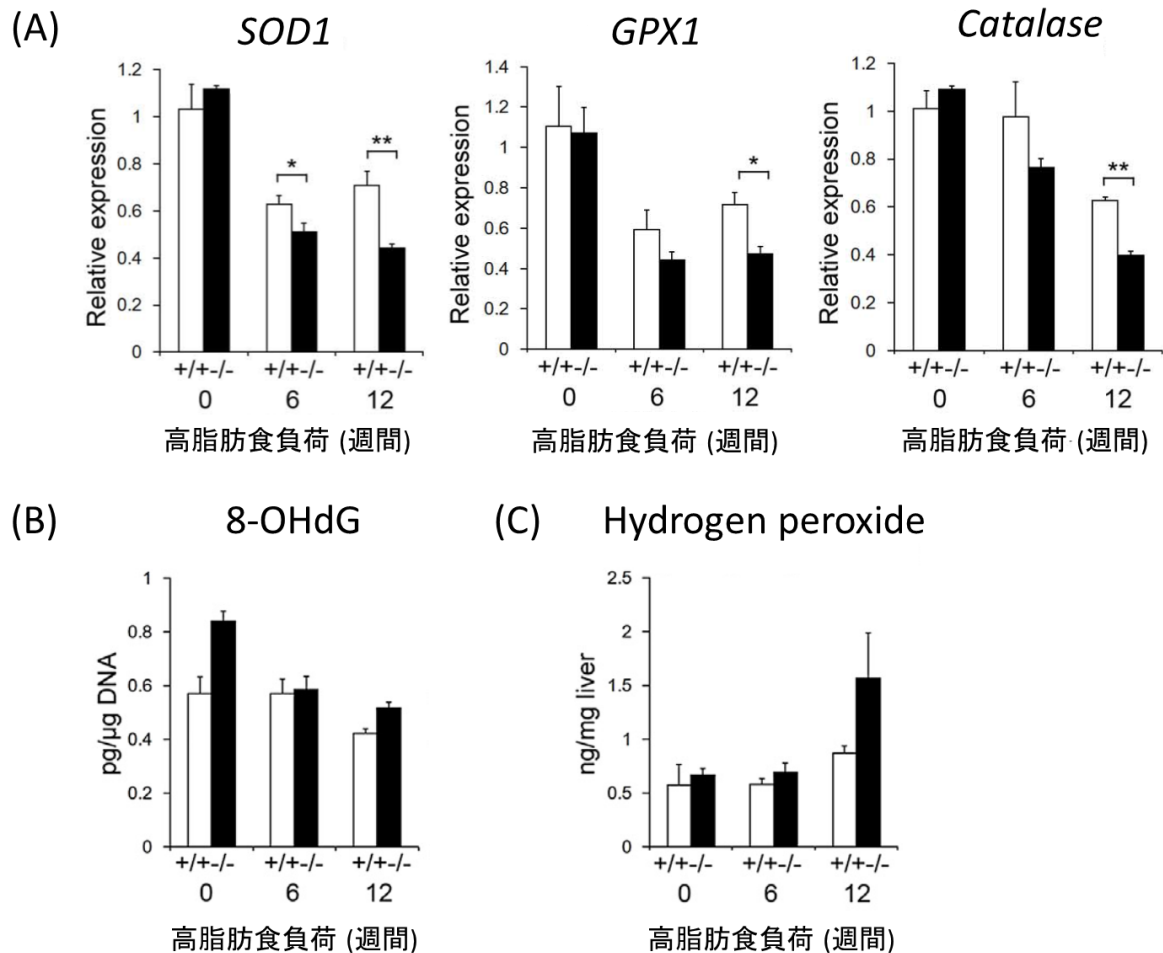 (A)
SOD1
GPX1
Catalase
Relative expression
1.2
1
0.8
0.6
0.4
0.2
0
*
**
+/+ -/- +/+ -/- +/+ -/-
0 6 12
高脂肪食負荷 (週間)
Relative expression
1.4
1.2
1.0
0.8
0.6
0.4
0.2
0
*
+/+ -/- +/+ -/- +/+ -/-
0 6 12
高脂肪食負荷 (週間)
Relative expression
1.2
1
0.8
0.6
0.4
0.2
0
**
+/+ -/- +/+ -/- +/+ -/-
0 6 12
高脂肪食負荷 (週間)
(B)
8-OHdG
pg/μg DNA
1
0.8
0.6
0.4
0.2
0
+/+ -/- +/+ -/- +/+ -/-
0 6 12
高脂肪食負荷 (週間)
(C)
Hydrogen peroxide
ng/mg liver
2.5
2
1.5
1
0.5
0
+/+ -/- +/+ -/- +/+ -/-
0 6 12
高脂肪食負荷 (週間)